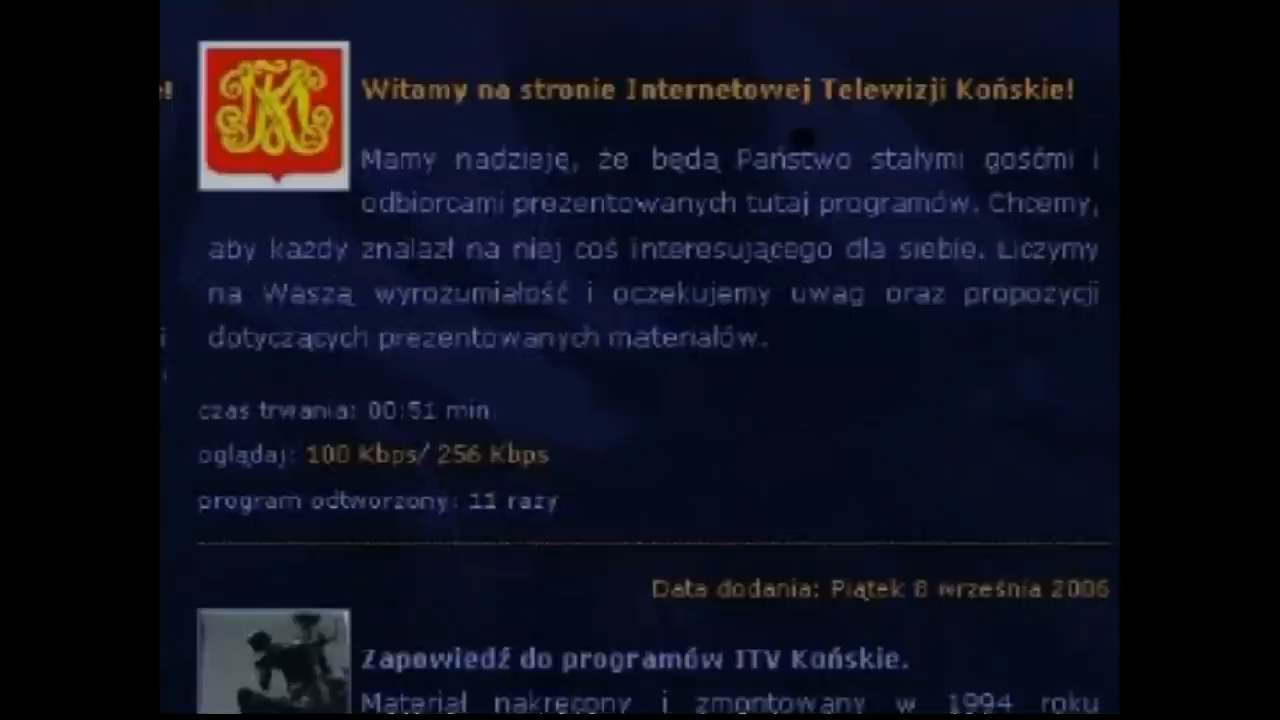 Witamy na stronie Internetowej Telewizji Końskie!
Mamy nadzieję, że będą Państwo stałymi gośćmi i
odbiorcami prezentowanych tutaj programów. Chcemy,
aby każdy znalazł na niej coś interesującego dla siebie. Liczymy
na Waszą wyrozumiałość i oczekujemy uwag oraz propozycji
dotyczących prezentowanych materiałów.
czas trwania: 00:51 min
oglądaj: 100 Kbps/ 256 Kbps
program odtworzony: 11 razy
Data dodania: Piątek 8 września 2006
Zapowiedź do programów ITV Końskie.
Materiał nakręcony i zmontowany w 1994 roku